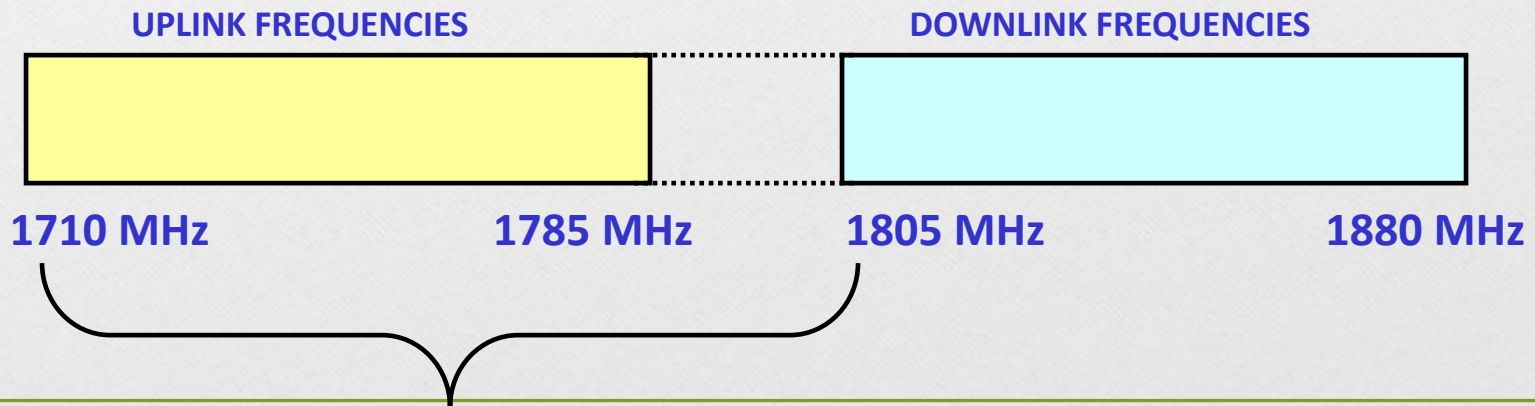 UPLINK FREQUENCIES DOWNLINK FREQUENCIES
1710 MHz 1785 MHz 1805 MHz 1880 MHz